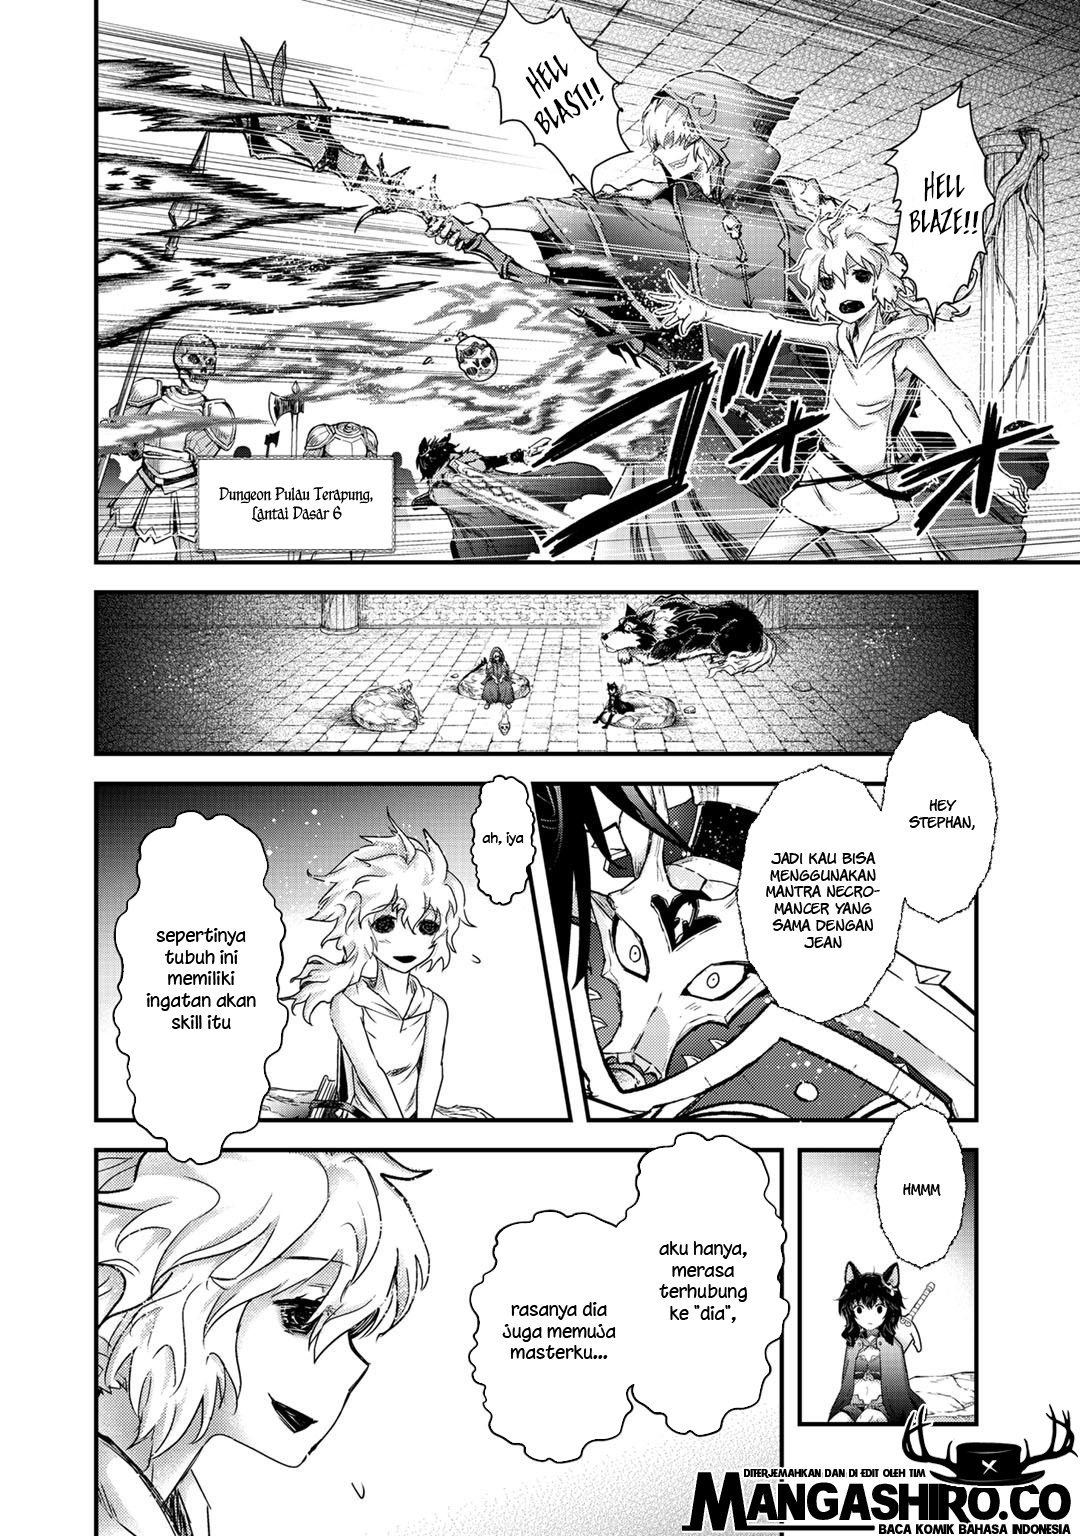 HELL
BLAZE!!
HELL
BLAST!!
Dungeon Pulau Terapung,
Lantai Dasar 6
HEY
STEPHAN,
JADI KAU BISA
MENGGUNAKAN
MANTRA NECRO-
MANCER YANG
SAMA DENGAN
JEAN
ah, iya
sepertinya
tubuh ini
memiliki
ingatan akan
skill itu
HMMM
aku hanya,
merasa
terhubung
ke "dia",
rasanya dia
juga memuja
masterku...
DITERJEMAHKAN DAN DI EDIT OLEH TIM
MANGASHIRO.CO
BACA KOMIK BAHASA INDONESIA